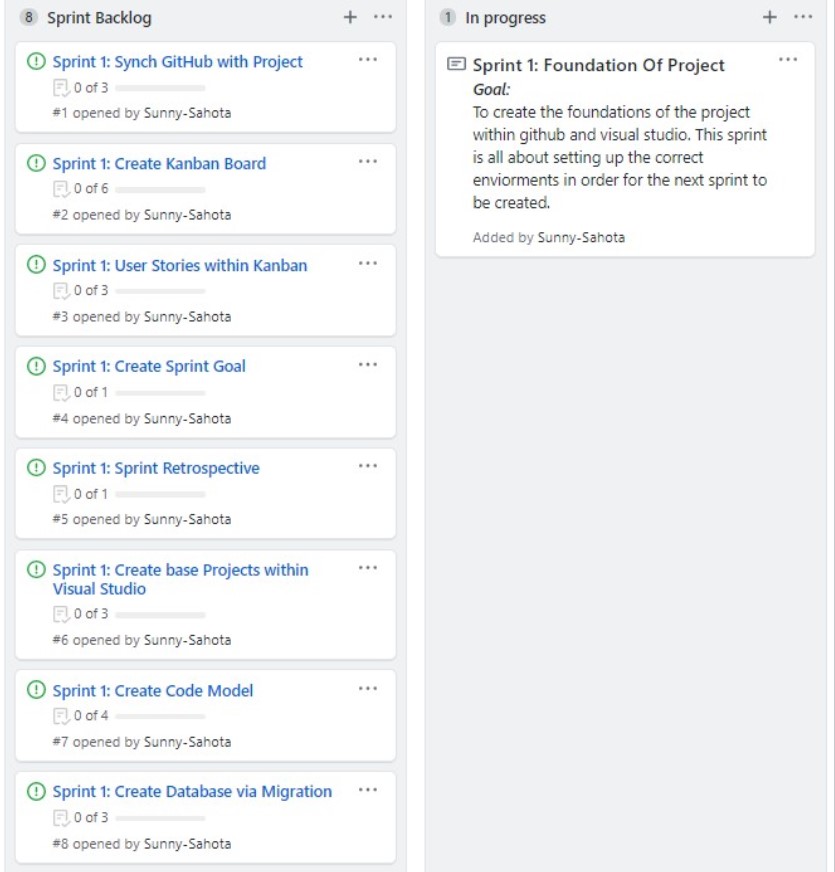 8 Sprint Backlog
Sprint 1: Synch GitHub with Project
0 of 3
#1 opened by Sunny-Sahota
Sprint 1: Create Kanban Board
0 of 6
#2 opened by Sunny-Sahota
Sprint 1: User Stories within Kanban
0 of 3
#3 opened by Sunny-Sahota
Sprint 1: Create Sprint Goal
0 of 1
#4 opened by Sunny-Sahota
Sprint 1: Sprint Retrospective
0 of 1
#5 opened by Sunny-Sahota
Sprint 1: Create base Projects within
Visual Studio
0 of 3
#6 opened by Sunny-Sahota
Sprint 1: Create Code Model
0 of 4
#7 opened by Sunny-Sahota
Sprint 1: Create Database via Migration
0 of 3
#8 opened by Sunny-Sahota
1 In progress
Sprint 1: Foundation Of Project
Goal:
To create the foundations of the project
within github and visual studio. This sprint
is all about setting up the correct
enviorments in order for the next sprint to
be created.
Added by Sunny-Sahota